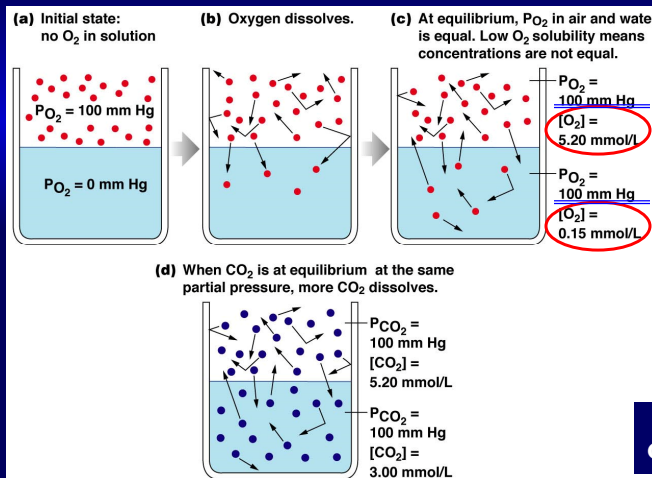 (a) Initial state:
no O2 in solution
PO2 = 100 mm Hg
PO2 = 0 mm Hg
(b) Oxygen dissolves.
(c) At equilibrium, PO2 in air and water
is equal. Low O2 solubility means
concentrations are not equal.
PO2 =
100 mm Hg
[O2] =
5.20 mmol/L
PO2 =
100 mm Hg
[O2] =
0.15 mmol/L
(d) When CO2 is at equilibrium at the same
partial pressure, more CO2 dissolves.
PCO2 =
100 mm Hg
[CO2] =
5.20 mmol/L
PCO2 =
100 mm Hg
[CO2] =
3.00 mmol/L